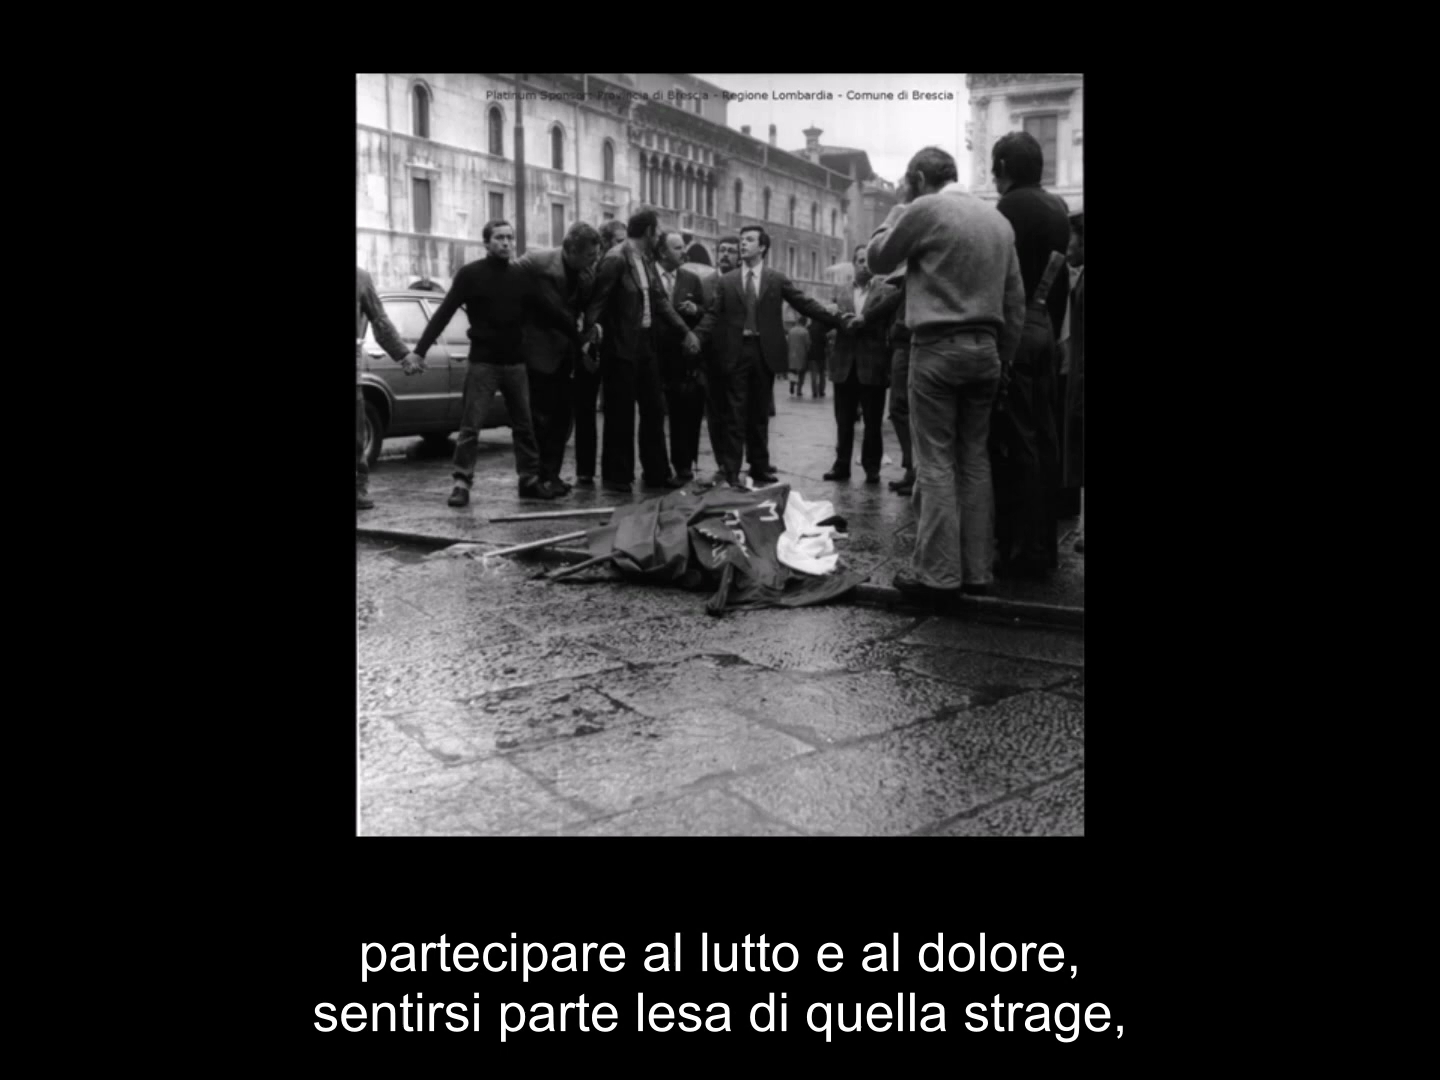 Platinum Sponsor: Provincia di Brescia - Regione Lombardia - Comune di Brescia
partecipare al lutto e al dolore,
sentirsi parte lesa di quella strage,